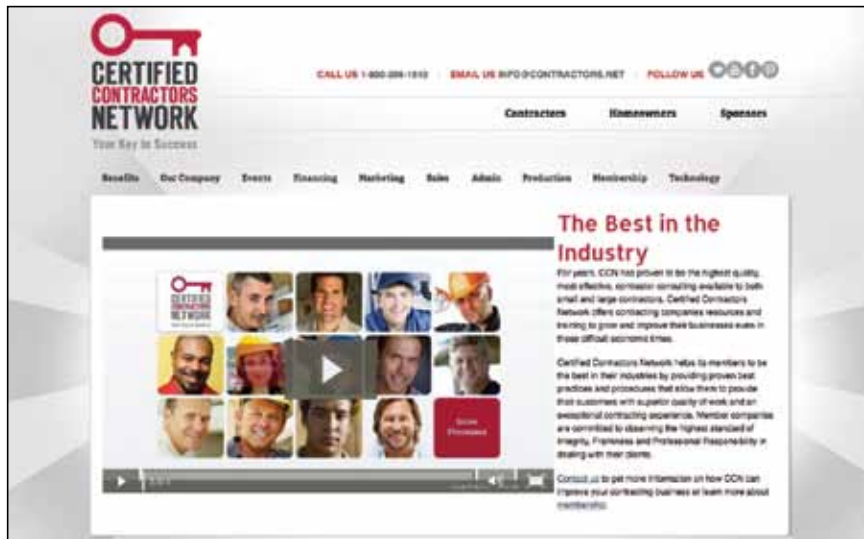 CERTIFIED
CONTRACTORS
NETWORK
Your Key to Success
CALL US EMAIL US INFO@CONTRACTORS.NET FOLLOW US
Contractors Homeowners Sponsors
Benefits Our Company Events Financing Marketing Sales Admin Production Membership Technology
The Best in the
Industry
For years, CCN has proven to be the highest quality,
most effective, contractor consulting available to both
small and large contractors. Certified Contractors
Network offers contracting companies resources and
training to grow and improve their businesses even in
these difficult economic times.
Certified Contractors Network helps its members to be
the best in their industries by providing proven best
practices and procedures that allow them to provide
their customers with superior quality of work and an
exceptional contracting experience. Member companies
are committed to observing the highest standard of
Integrity, Frankness and Professional Responsibility in
dealing with their clients.
Contact us to get more information on how CCN can
improve your contracting business or learn more about
membership.
CERTIFIED
CONTRACTORS
NETWORK